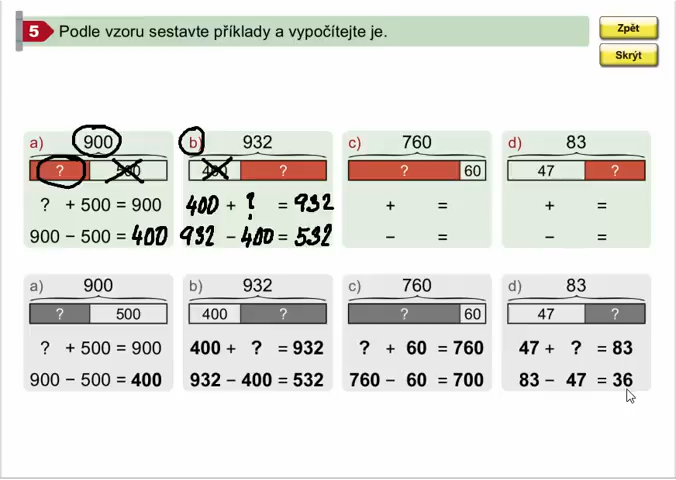 5 Podle vzoru sestavte příklady a vypočítejte je.
Zpět
Skrýt
a) 900
? 500
? + 500 = 900
900 − 500 = 400
b) 932
400 ?
400 + ? = 932
932 − 400 = 532
c) 760
? 60
+ =
− =
d) 83
47 ?
+ =
− =
a) 900
? 500
? + 500 = 900
900 − 500 = 400
b) 932
400 ?
400 + ? = 932
932 − 400 = 532
c) 760
? 60
? + 60 = 760
760 − 60 = 700
d) 83
47 ?
47 + ? = 83
83 − 47 = 36